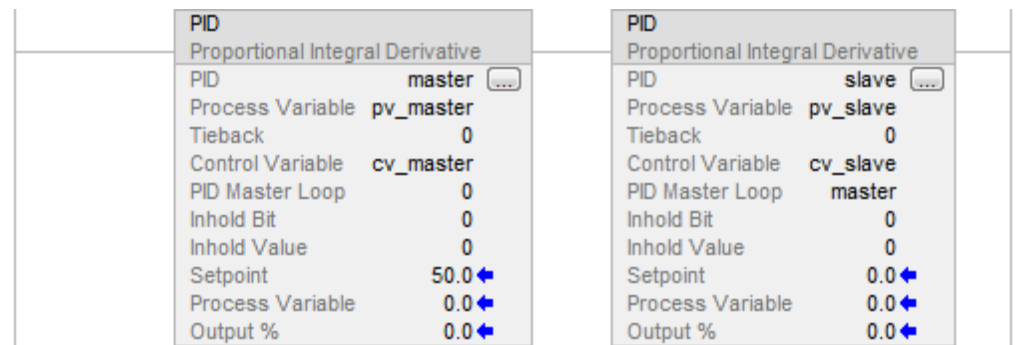 PID
Proportional Integral Derivative
PID master ...
Process Variable pv_master
Tieback 0
Control Variable cv_master
PID Master Loop 0
Inhold Bit 0
Inhold Value 0
Setpoint 50.0
Process Variable 0.0
Output % 0.0
PID
Proportional Integral Derivative
PID slave ...
Process Variable pv_slave
Tieback 0
Control Variable cv_slave
PID Master Loop master
Inhold Bit 0
Inhold Value 0
Setpoint 0.0
Process Variable 0.0
Output % 0.0